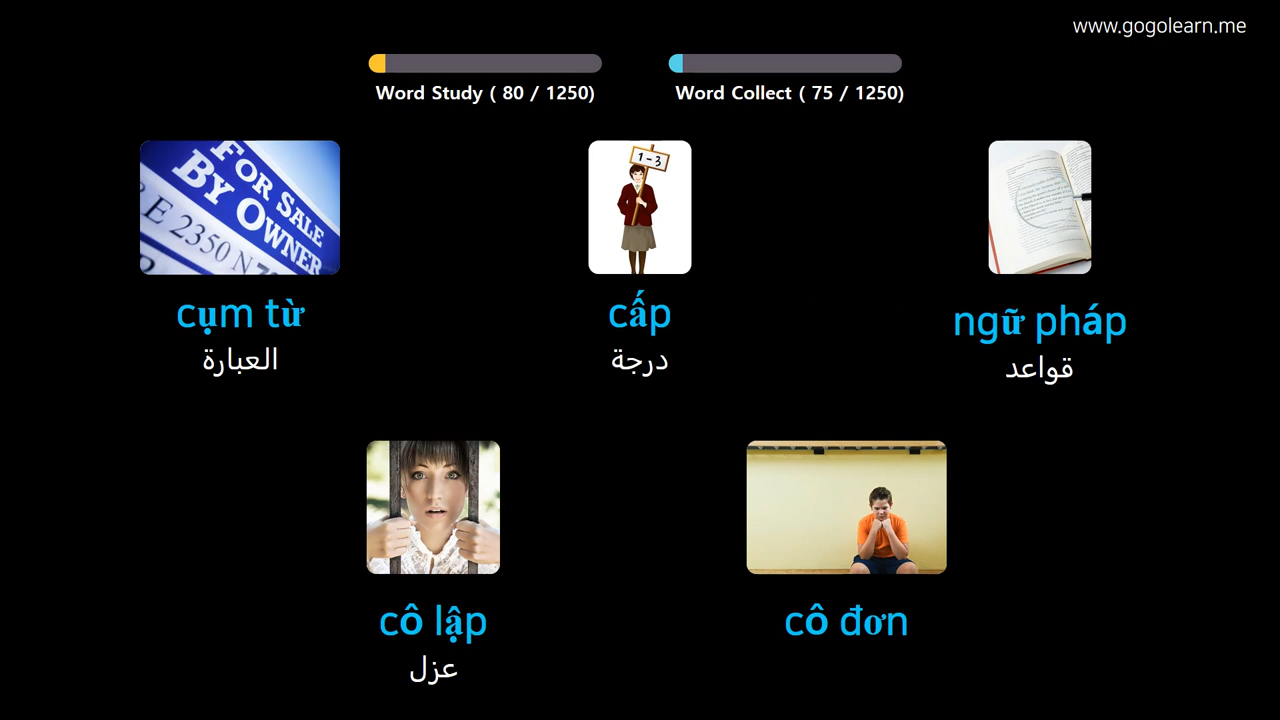 www.gogolearn.me
Word Study ( 80 / 1250)
Word Collect ( 75 / 1250)
FOR SALE
BY OWNER
E 2350 N
1 - 3
cụm từ
العبارة
cấp
درجة
ngữ pháp
قواعد
cô lập
عزل
cô đơn